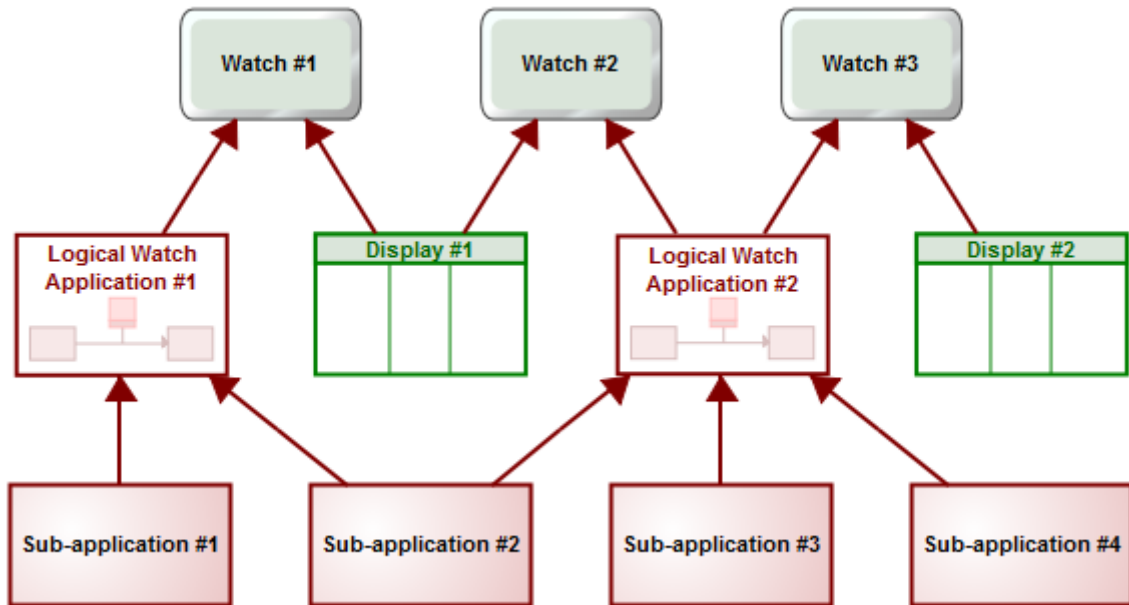 Watch #1
Watch #2
Watch #3
Logical Watch
Application #1
Display #1
Logical Watch
Application #2
Display #2
Sub-application #1
Sub-application #2
Sub-application #3
Sub-application #4